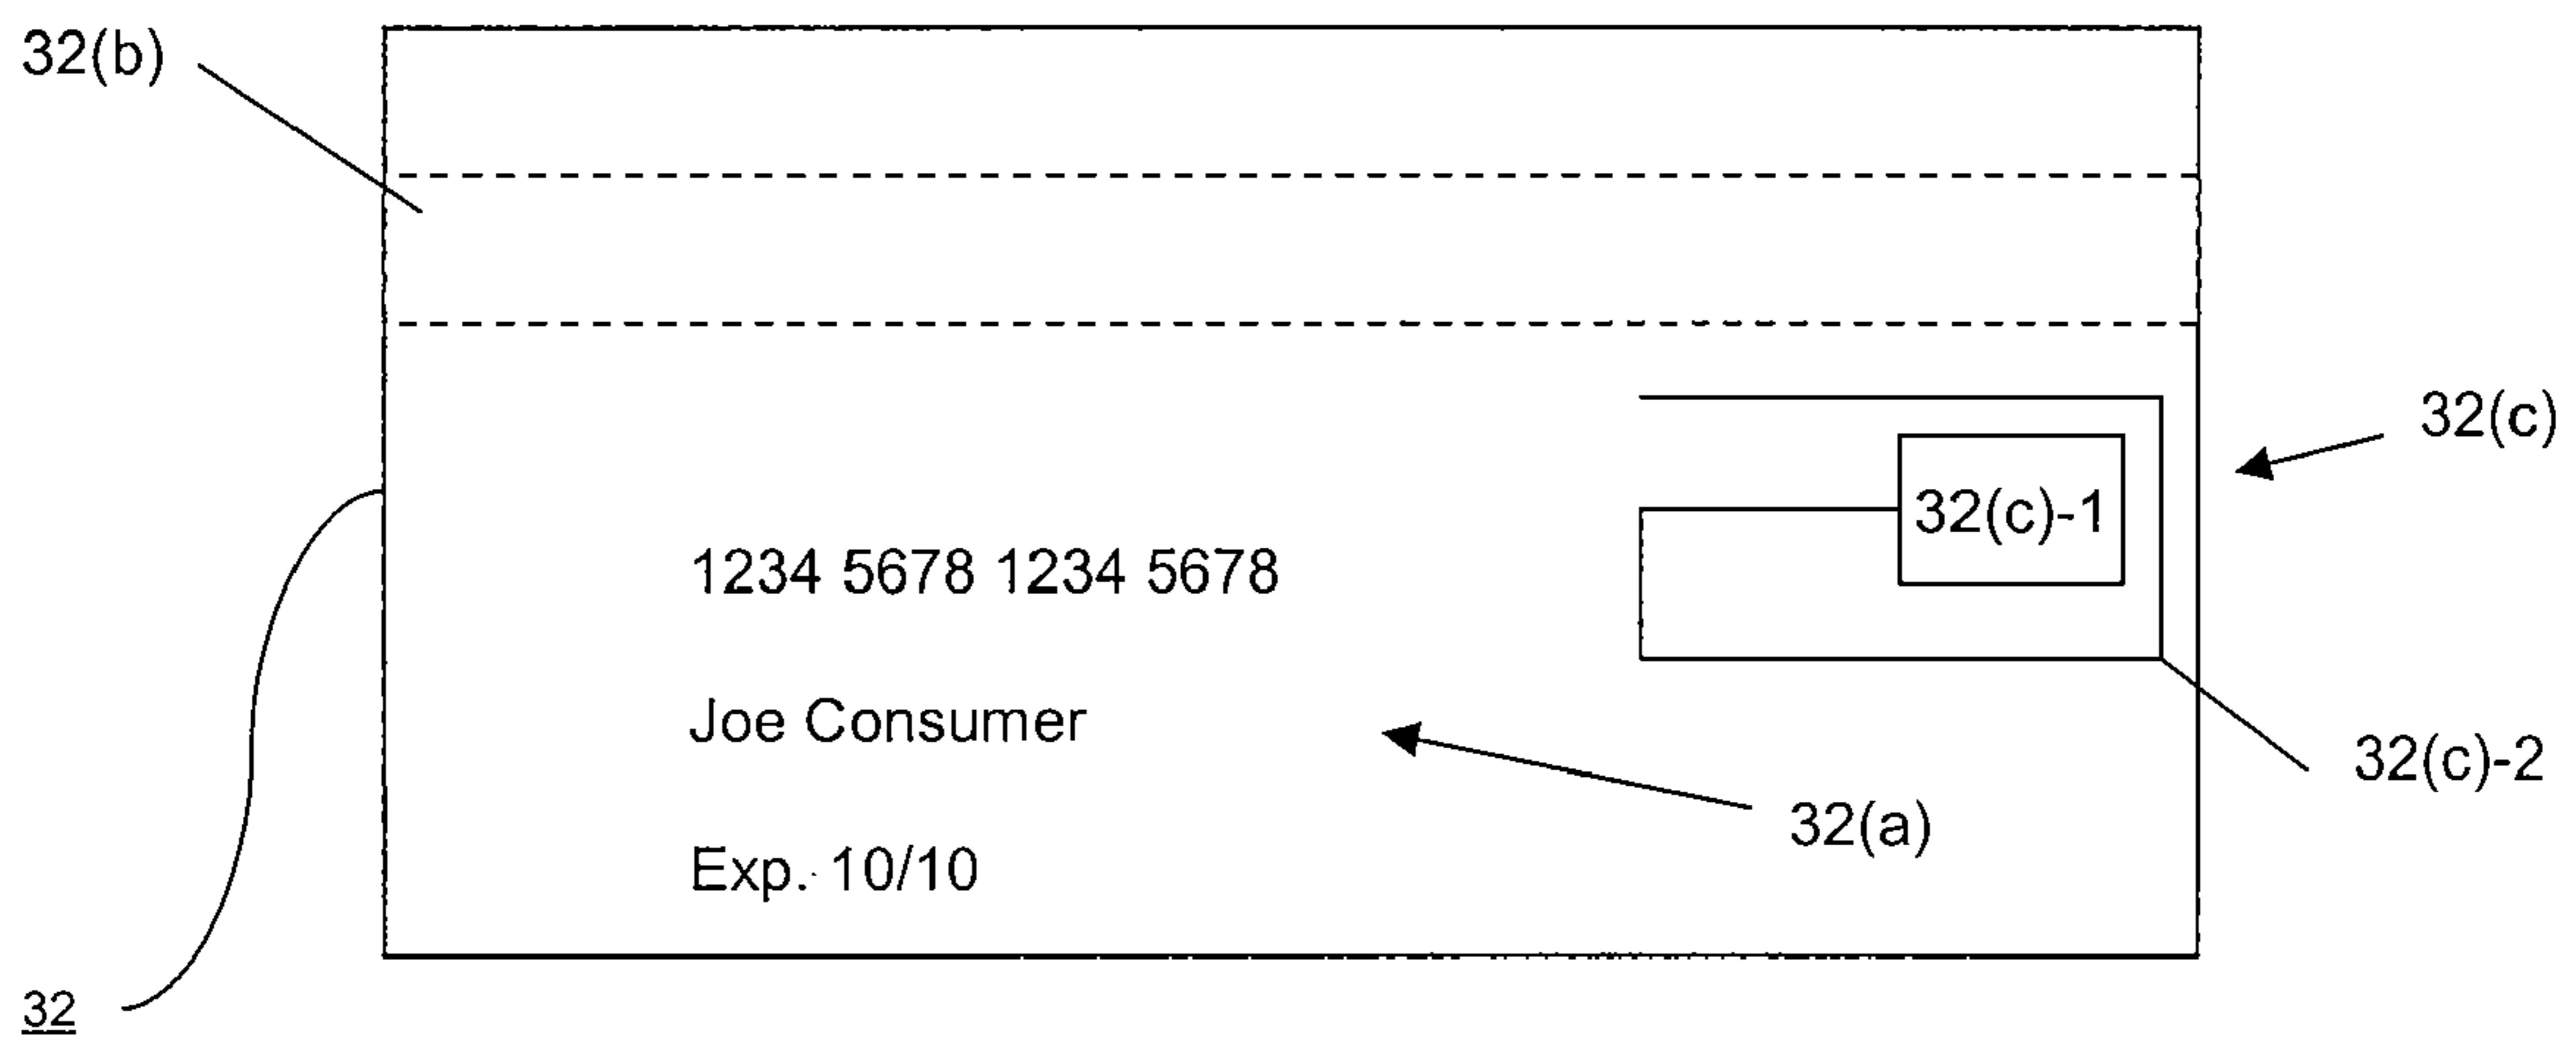 32(b)
32(c)
32(c)-1
1234 5678 1234 5678
Joe Consumer
32(c)-2
32(a)
Exp. 10/10
32